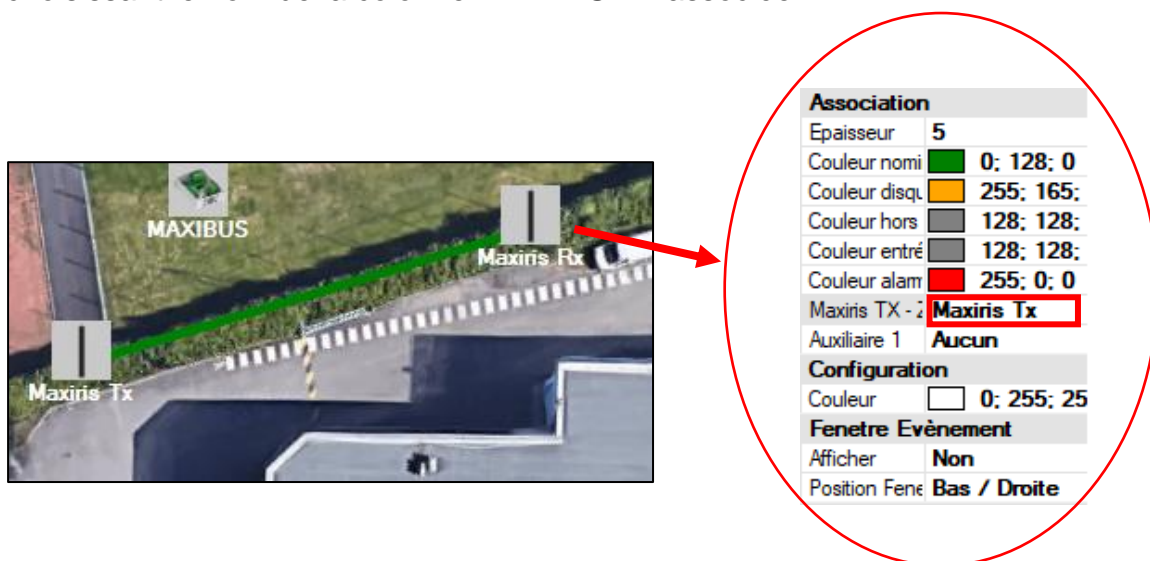 MAXIBUS
Maxiris Rx
Maxiris Tx
Association
Epaisseur 5
Couleur nomi 0; 128; 0
Couleur disqu 255; 165;
Couleur hors 128; 128;
Couleur entré 128; 128;
Couleur alarm 255; 0; 0
Maxiris TX - Z Maxiris Tx
Auxiliaire 1 Aucun
Configuration
Couleur 0; 255; 25
Fenetre Evènement
Afficher Non
Position Fene Bas / Droite